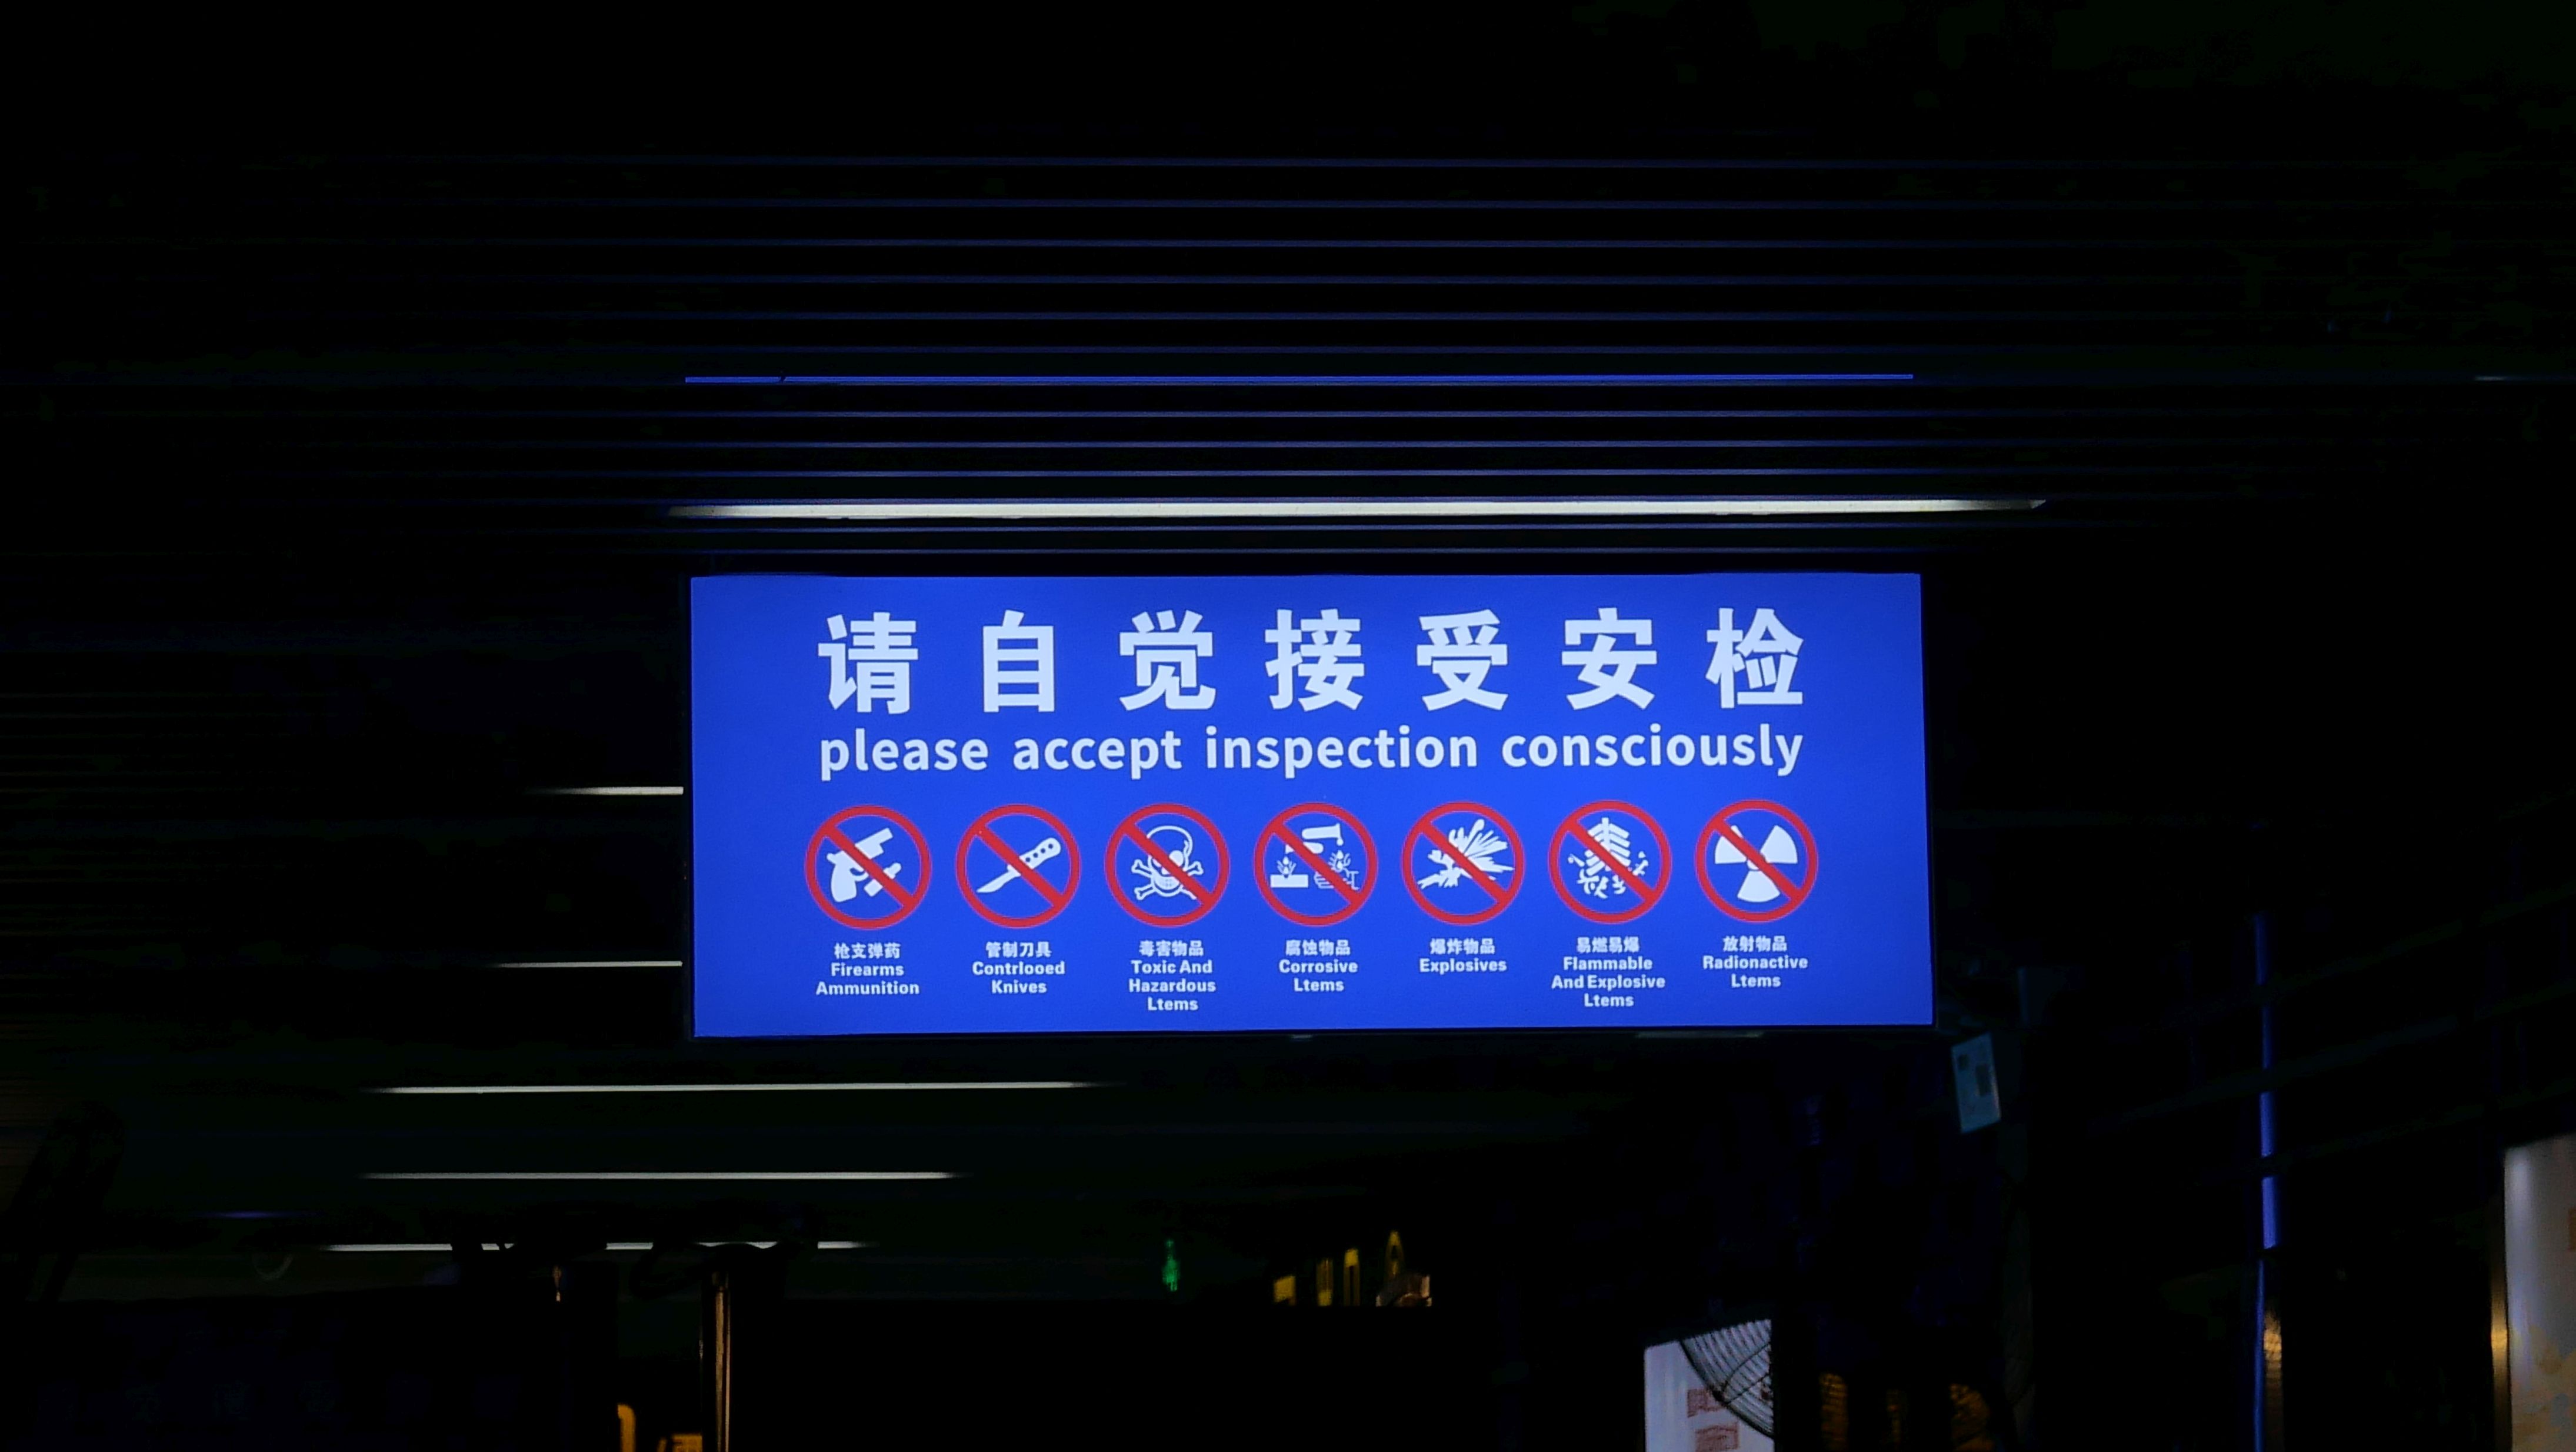 请自觉接受安检
please accept inspection consciously
枪支弹药
Firearms
Ammunition
管制刀具
Contrlooed
Knives
毒害物品
Toxic And
Hazardous
Ltems
腐蚀物品
Corrosive
Ltems
爆炸物品
Explosives
易燃易爆
Flammable
And Explosive
Ltems
放射物品
Radionactive
Ltems